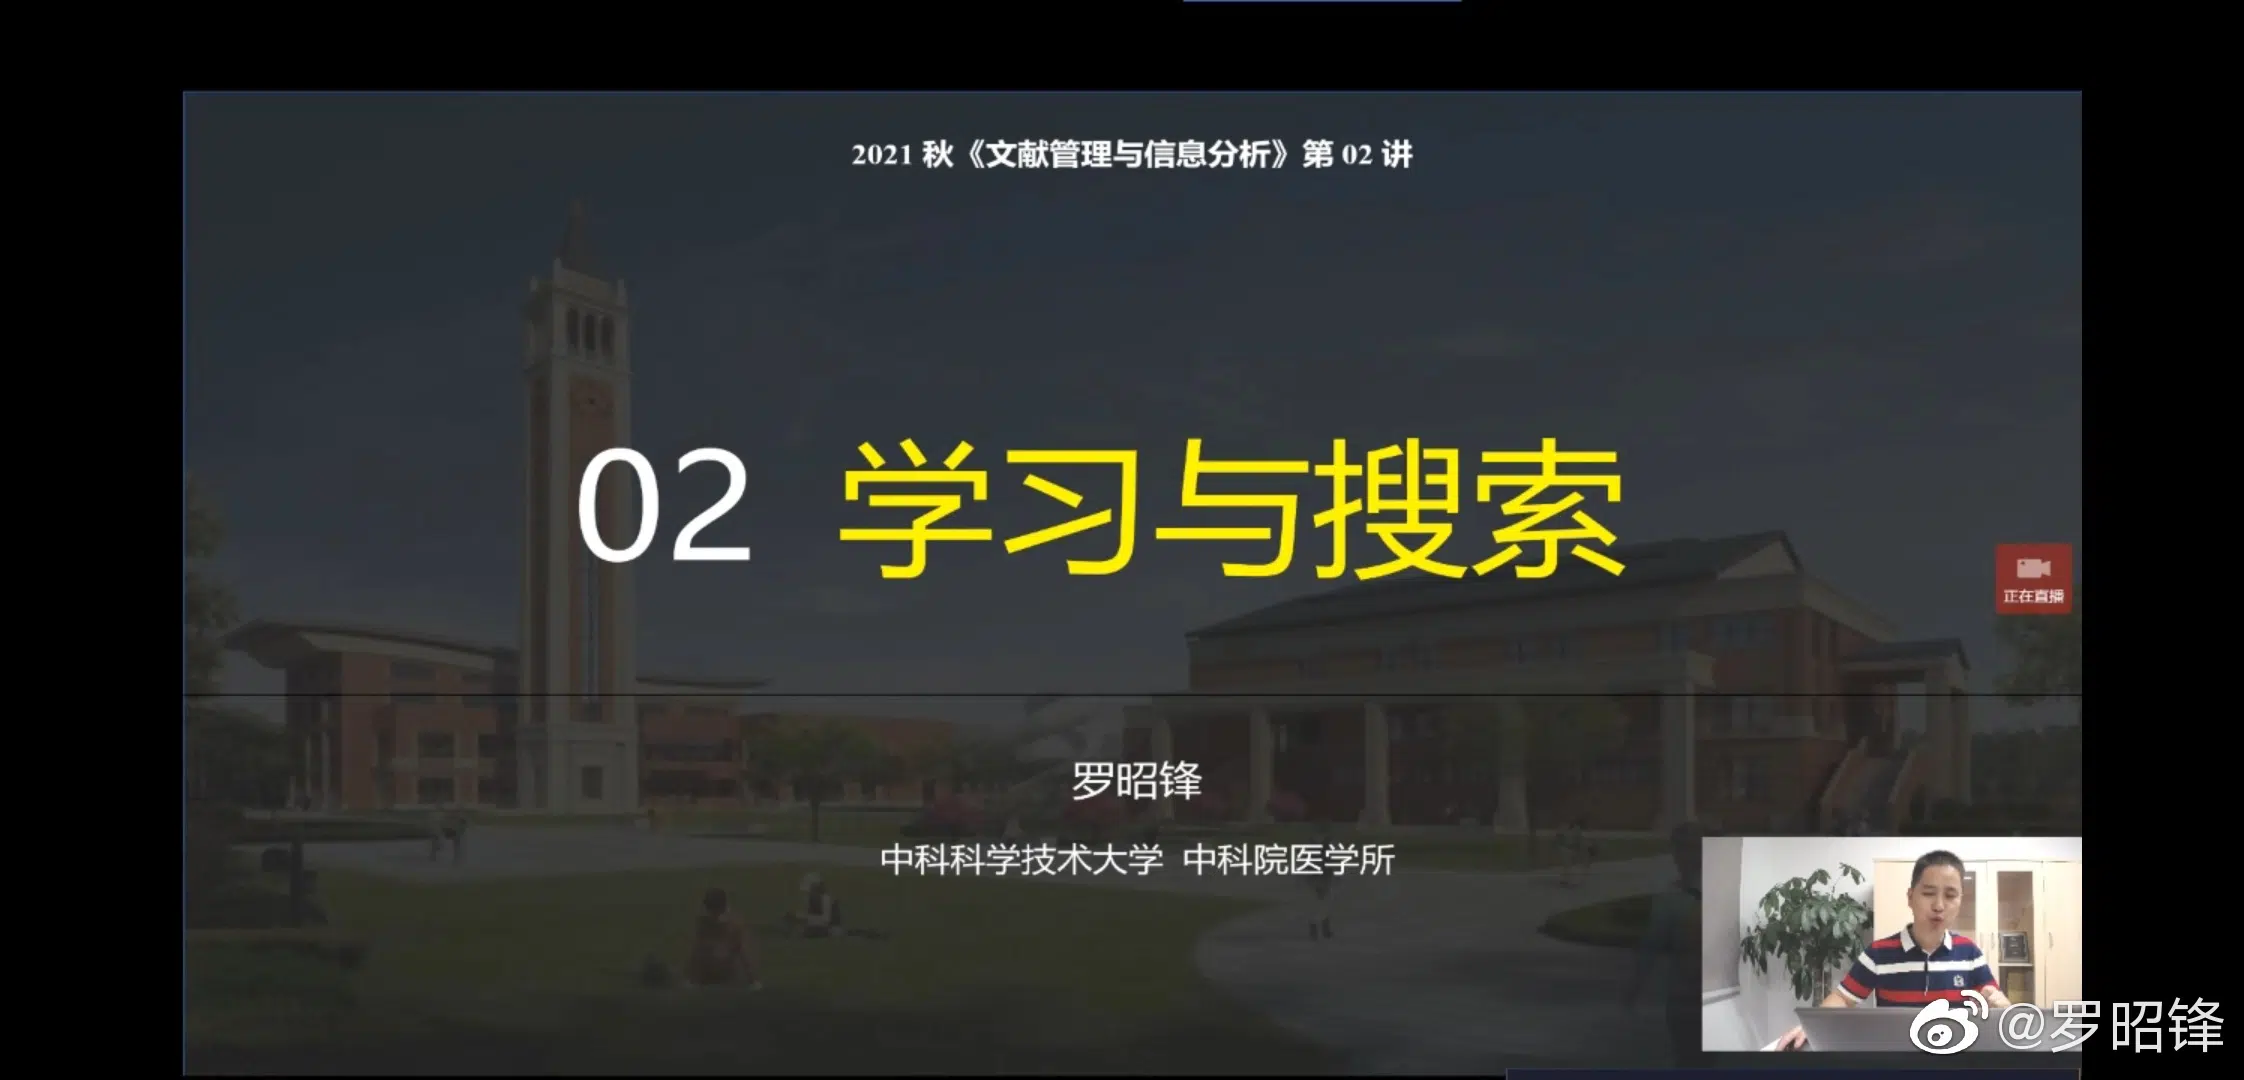 2021 秋《文献管理与信息分析》第 02 讲
02 学习与搜索
正在直播
罗昭锋
中科科学技术大学 中科院医学所
@罗昭锋